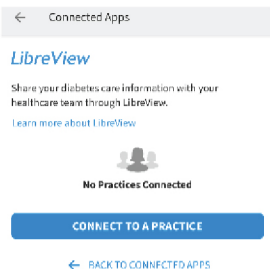 Connected Apps
LibreView
Share your diabetes care information with your
healthcare team through LibreView.
Learn more about LibreView
No Practices Connected
CONNECT TO A PRACTICE
BACK TO CONNECTED APPS